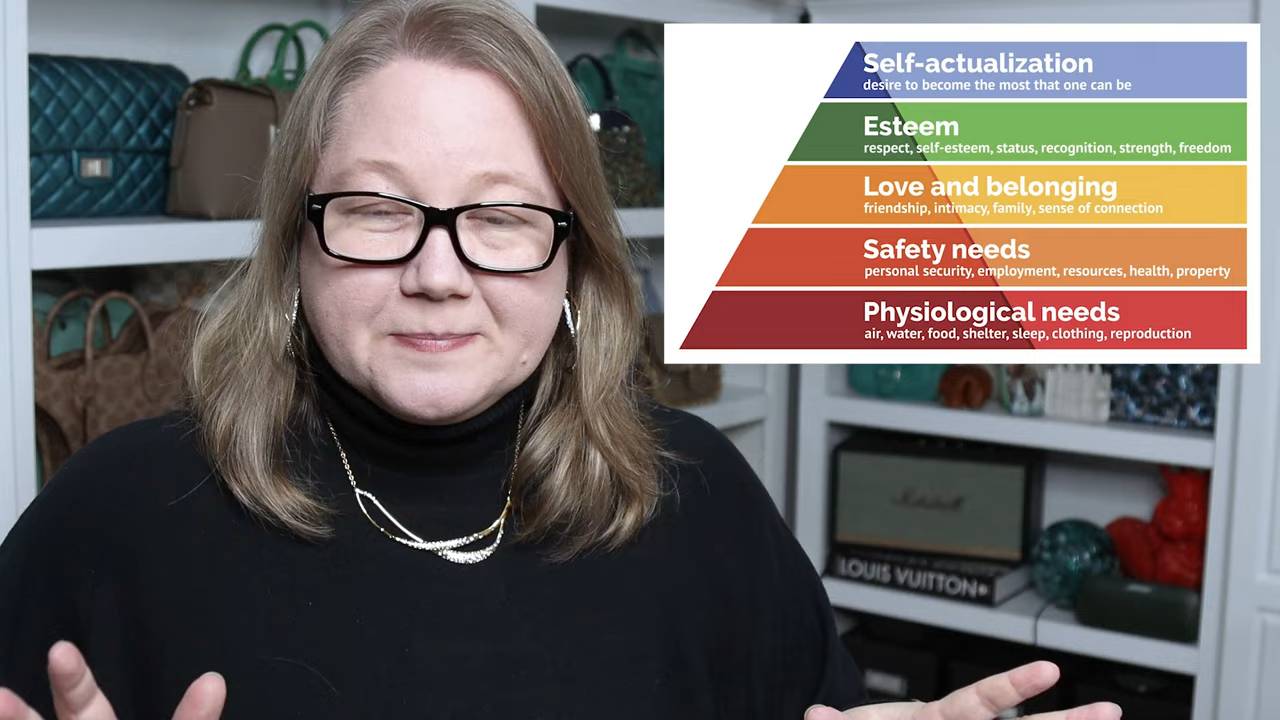 Self-actualization
desire to become the most that one can be
Esteem
respect, self-esteem, status, recognition, strength, freedom
Love and belonging
friendship, intimacy, family, sense of connection
Safety needs
personal security, employment, resources, health, property
Physiological needs
air, water, food, shelter, sleep, clothing, reproduction
Marshall
LOUIS VUITTON